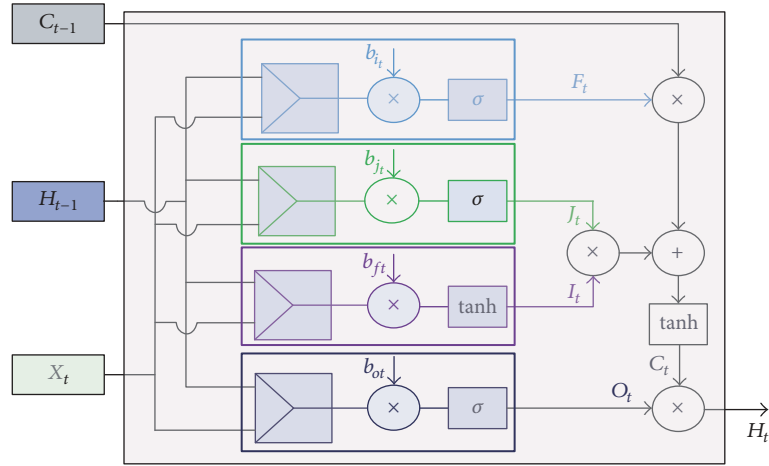 C_{t−1}
b_{i_t}
× σ F_t ×
b_{j_t}
H_{t−1} × σ J_t
× +
b_{ft}
× tanh I_t
tanh
X_t b_{ot} C_t
× σ O_t ×
H_t